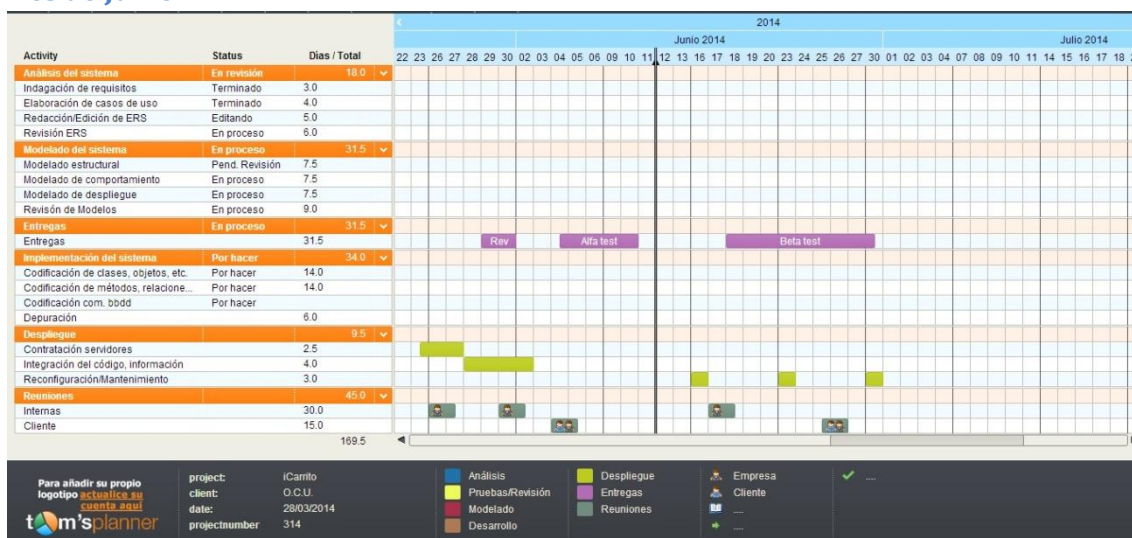 2014
Junio 2014 Julio 2014
Activity Status Dias / Total 22 23 26 27 28 29 30 02 03 04 05 06 09 10 11 12 13 16 17 18 19 20 23 24 25 26 27 30 01 02 03 04 07 08 09 10 11 14 15 16 17 18
Análisis del sistema En revisión 18.0
Indagación de requisitos Terminado 3.0
Elaboración de casos de uso Terminado 4.0
Redacción/Edición de ERS Editando 5.0
Revisión ERS En proceso 6.0
Modelado del sistema En proceso 31.5
Modelado estructural Pend. Revisión 7.5
Modelado de comportamiento En proceso 7.5
Modelado de despliegue En proceso 7.5
Revisón de Modelos En proceso 9.0
Entregas En proceso 31.5
Entregas 31.5 Rev Alfa test Beta test
Implementación del sistema Por hacer 34.0
Codificación de clases, objetos, etc. Por hacer 14.0
Codificación de métodos, relacione... Por hacer 14.0
Codificación com. bbdd Por hacer
Depuración 6.0
Despliegue 9.5
Contratación servidores 2.5
Integración del código, información 4.0
Reconfiguración/Mantenimiento 3.0
Reuniones 45.0
Internas 30.0
Cliente 15.0
169.5
Para añadir su propio
logotipo actualice su
cuenta aquí
tom'splanner
project: iCarrito
client: O.C.U.
date: 28/03/2014
projectnumber 314
Análisis
Pruebas/Revisión
Modelado
Desarrollo
Despliegue
Entregas
Reuniones
Empresa
Cliente